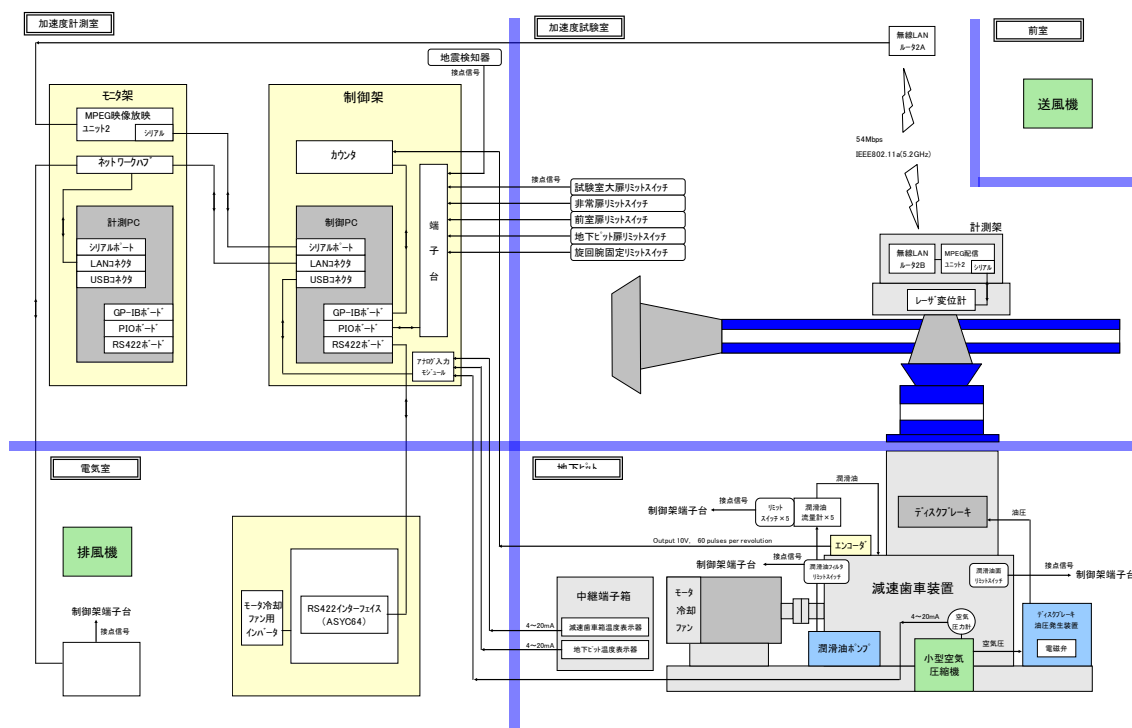 加速度計測室
加速度試験室
前室
無線LAN
ルータ2A
地震検知器
接点信号
送風機
モニタ架
制御架
MPEG映像放映
ユニット2
シリアル
ネットワークハブ
カウンタ
54Mbps
IEEE802.11a(5.2GHz)
接点信号
試験室大扉リミットスイッチ
非常扉リミットスイッチ
前室扉リミットスイッチ
地下ピット扉リミットスイッチ
旋回腕固定リミットスイッチ
端子台
計測PC
シリアルポート
LANコネクタ
USBコネクタ
GP-IBボード
PIOボード
RS422ボード
制御PC
シリアルポート
LANコネクタ
USBコネクタ
GP-IBボード
PIOボード
RS422ボード
アナログ入力
モジュール
計測架
無線LAN
ルータ2B
MPEG配信
ユニット2
シリアル
レーザ変位計
電気室
地下ピット
排風機
制御架端子台
接点信号
モータ冷却
ファン用
インバータ
RS422インターフェイス
(ASYC64)
潤滑油
接点信号
制御架端子台
リミット
スイッチ×5
潤滑油
流量計×5
ディスクブレーキ
油圧
Output 10V, 60 pulses per revolution
エンコーダ
接点信号
制御架端子台
潤滑油フィルタ
リミットスイッチ
減速歯車装置
潤滑油面
リミットスイッチ
接点信号
制御架端子台
中継端子箱
減速歯車箱温度表示器
地下ピット温度表示器
4〜20mA
4〜20mA
モータ
冷却
ファン
潤滑油ポンプ
4〜20mA
空気
圧力計
小型空気
圧縮機
空気圧
ディスクブレーキ
油圧発生装置
電磁弁